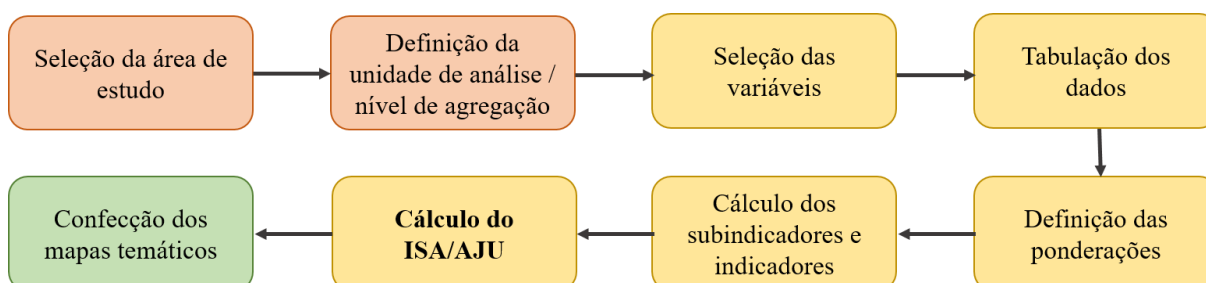 Seleção da área de
estudo
Definição da
unidade de análise /
nível de agregação
Seleção das
variáveis
Tabulação dos
dados
Definição das
ponderações
Cálculo dos
subindicadores e
indicadores
Cálculo do
ISA/AJU
Confecção dos
mapas temáticos